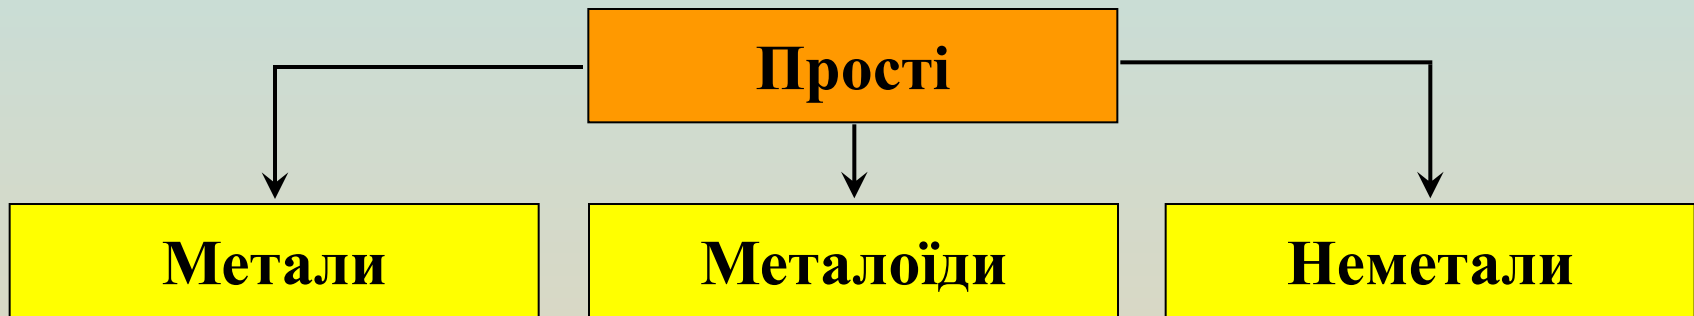 Прості
Метали
Металоїди
Неметали